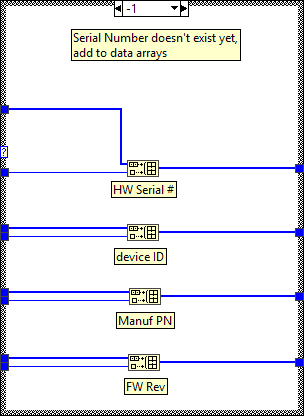 -1
Serial Number doesn't exist yet,
add to data arrays
?
HW Serial #
device ID
Manuf PN
FW Rev